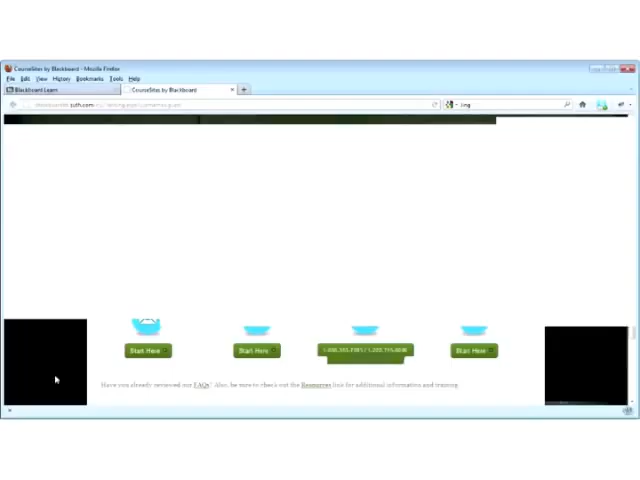 CourseSites by Blackboard - Mozilla Firefox
File Edit View History Bookmarks Tools Help
Blackboard Learn CourseSites by Blackboard
Bing
Start Here Start Here Start Here
Have you already reviewed our FAQs? Also, be sure to check out the Resources link for additional information and training.